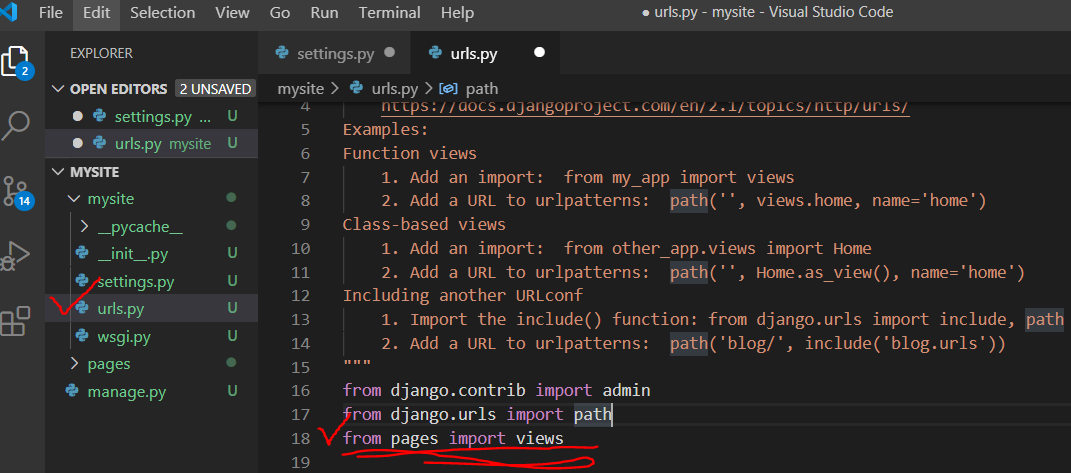 File Edit Selection View Go Run Terminal Help ● urls.py - mysite - Visual Studio Code
EXPLORER
settings.py
urls.py
2
OPEN EDITORS 2 UNSAVED
mysite > urls.py > path
settings.py ... U
urls.py mysite U
MYSITE
mysite
14
__pycache__
__init__.py U
settings.py U
urls.py U
wsgi.py U
pages
manage.py U
4 https://docs.djangoproject.com/en/2.1/topics/http/urls/
5 Examples:
6 Function views
7 1. Add an import:  from my_app import views
8 2. Add a URL to urlpatterns:  path('', views.home, name='home')
9 Class-based views
10 1. Add an import:  from other_app.views import Home
11 2. Add a URL to urlpatterns:  path('', Home.as_view(), name='home')
12 Including another URLconf
13 1. Import the include() function: from django.urls import include, path
14 2. Add a URL to urlpatterns:  path('blog/', include('blog.urls'))
15 """
16 from django.contrib import admin
17 from django.urls import path
18 from pages import views
19